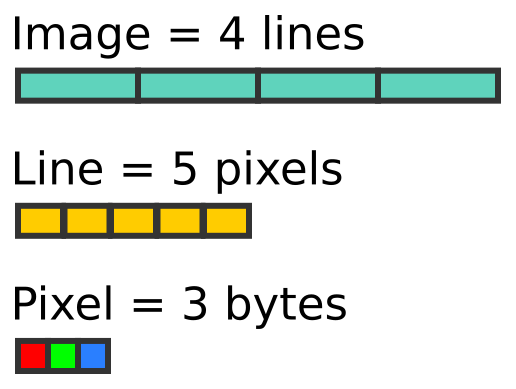 Image = 4 lines
Line = 5 pixels
Pixel = 3 bytes